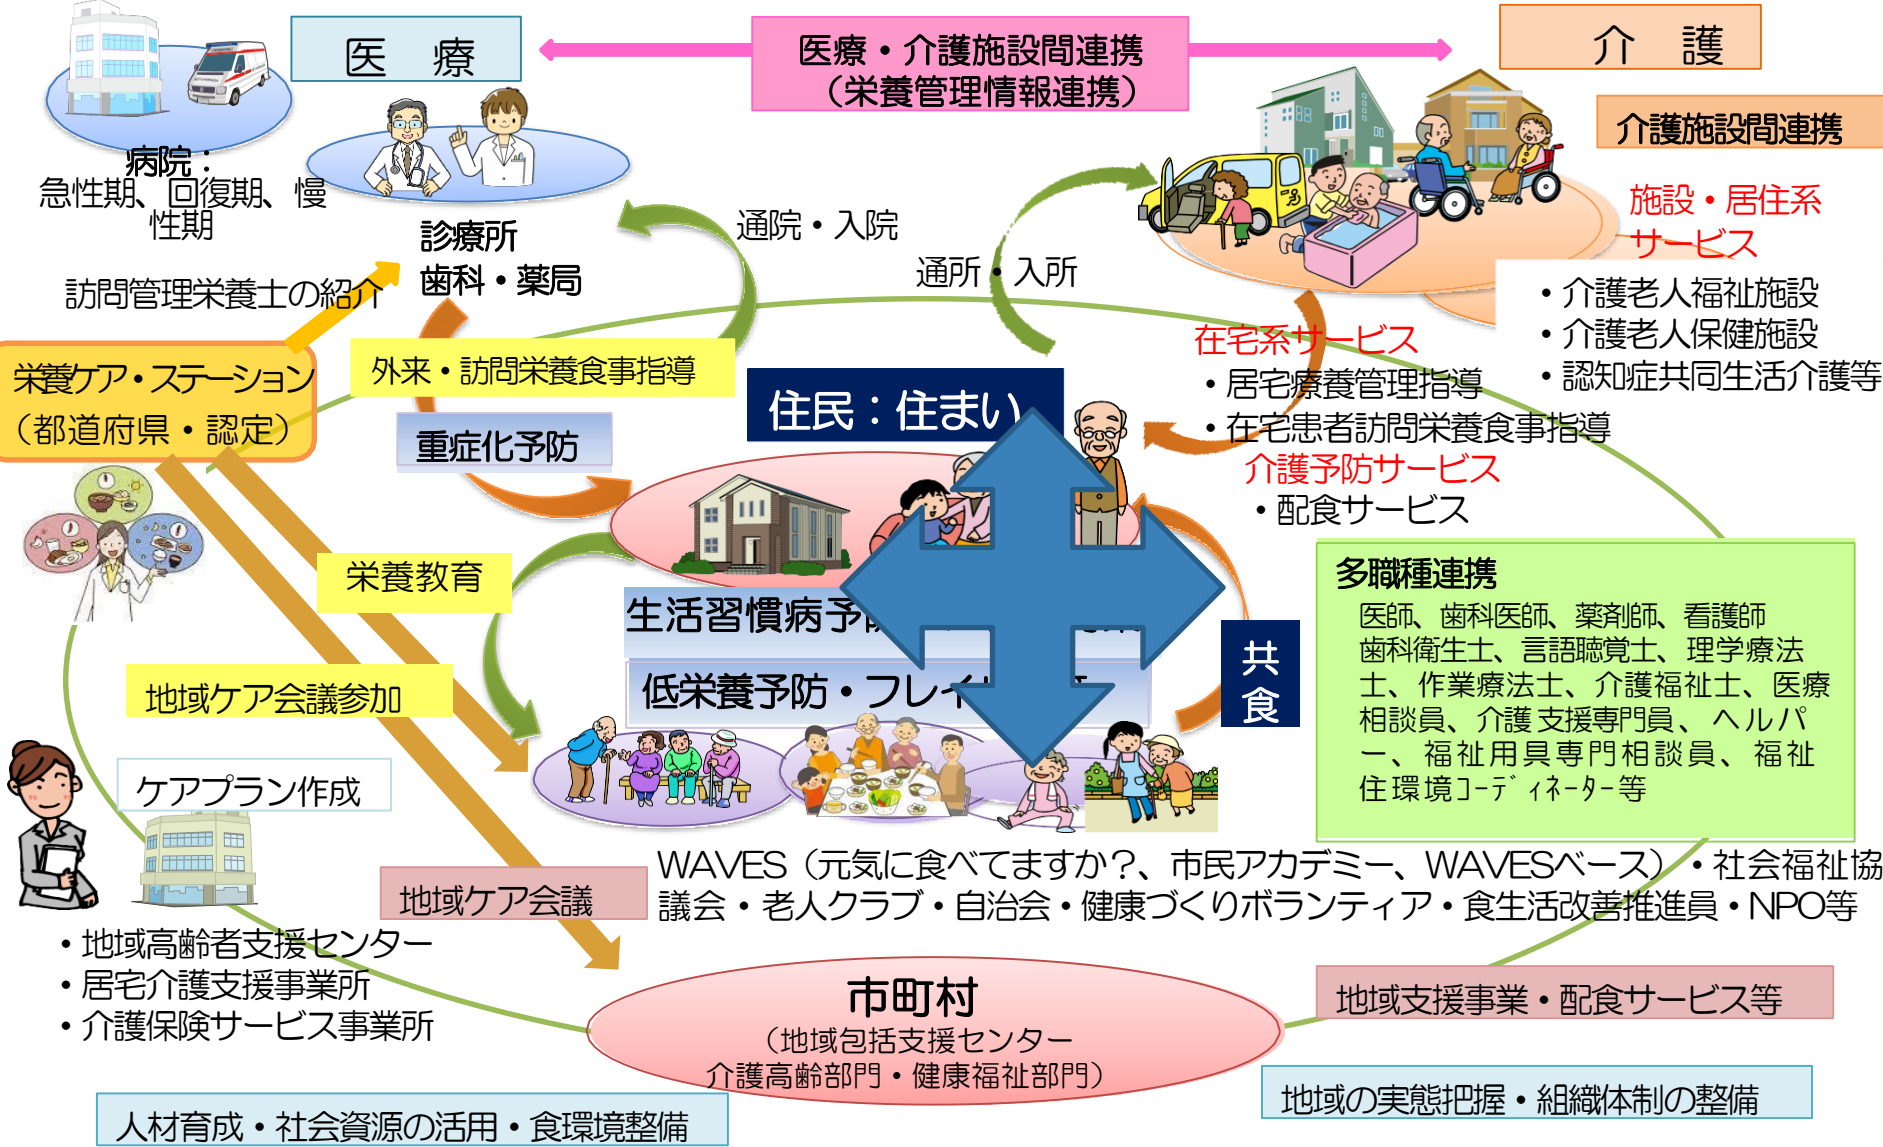 医　療
医療・介護施設間連携
（栄養管理情報連携）
介　護
介護施設間連携
病院：
急性期、回復期、慢
性期
診療所
歯科・薬局
通院・入院
通所・入所
施設・居住系
サービス
・介護老人福祉施設
・介護老人保健施設
・認知症共同生活介護等
訪問管理栄養士の紹介
栄養ケア・ステーション
（都道府県・認定）
外来・訪問栄養食事指導
重症化予防
住民：住まい
在宅系サービス
・居宅療養管理指導
・在宅患者訪問栄養食事指導
介護予防サービス
・配食サービス
栄養教育
生活習慣病予防
低栄養予防・フレイ
共
食
地域ケア会議参加
ケアプラン作成
多職種連携
医師、歯科医師、薬剤師、看護師
歯科衛生士、言語聴覚士、理学療法
士、作業療法士、介護福祉士、医療
相談員、介護支援専門員、ヘルパ
ー、福祉用具専門相談員、福祉
住環境ｺｰﾃﾞｨﾈｰﾀｰ等
地域ケア会議
WAVES（元気に食べてますか？、市民アカデミー、WAVESベース）・社会福祉協
議会・老人クラブ・自治会・健康づくりボランティア・食生活改善推進員・NPO等
・地域高齢者支援センター
・居宅介護支援事業所
・介護保険サービス事業所
市町村
（地域包括支援センター
介護高齢部門・健康福祉部門）
地域支援事業・配食サービス等
地域の実態把握・組織体制の整備
人材育成・社会資源の活用・食環境整備